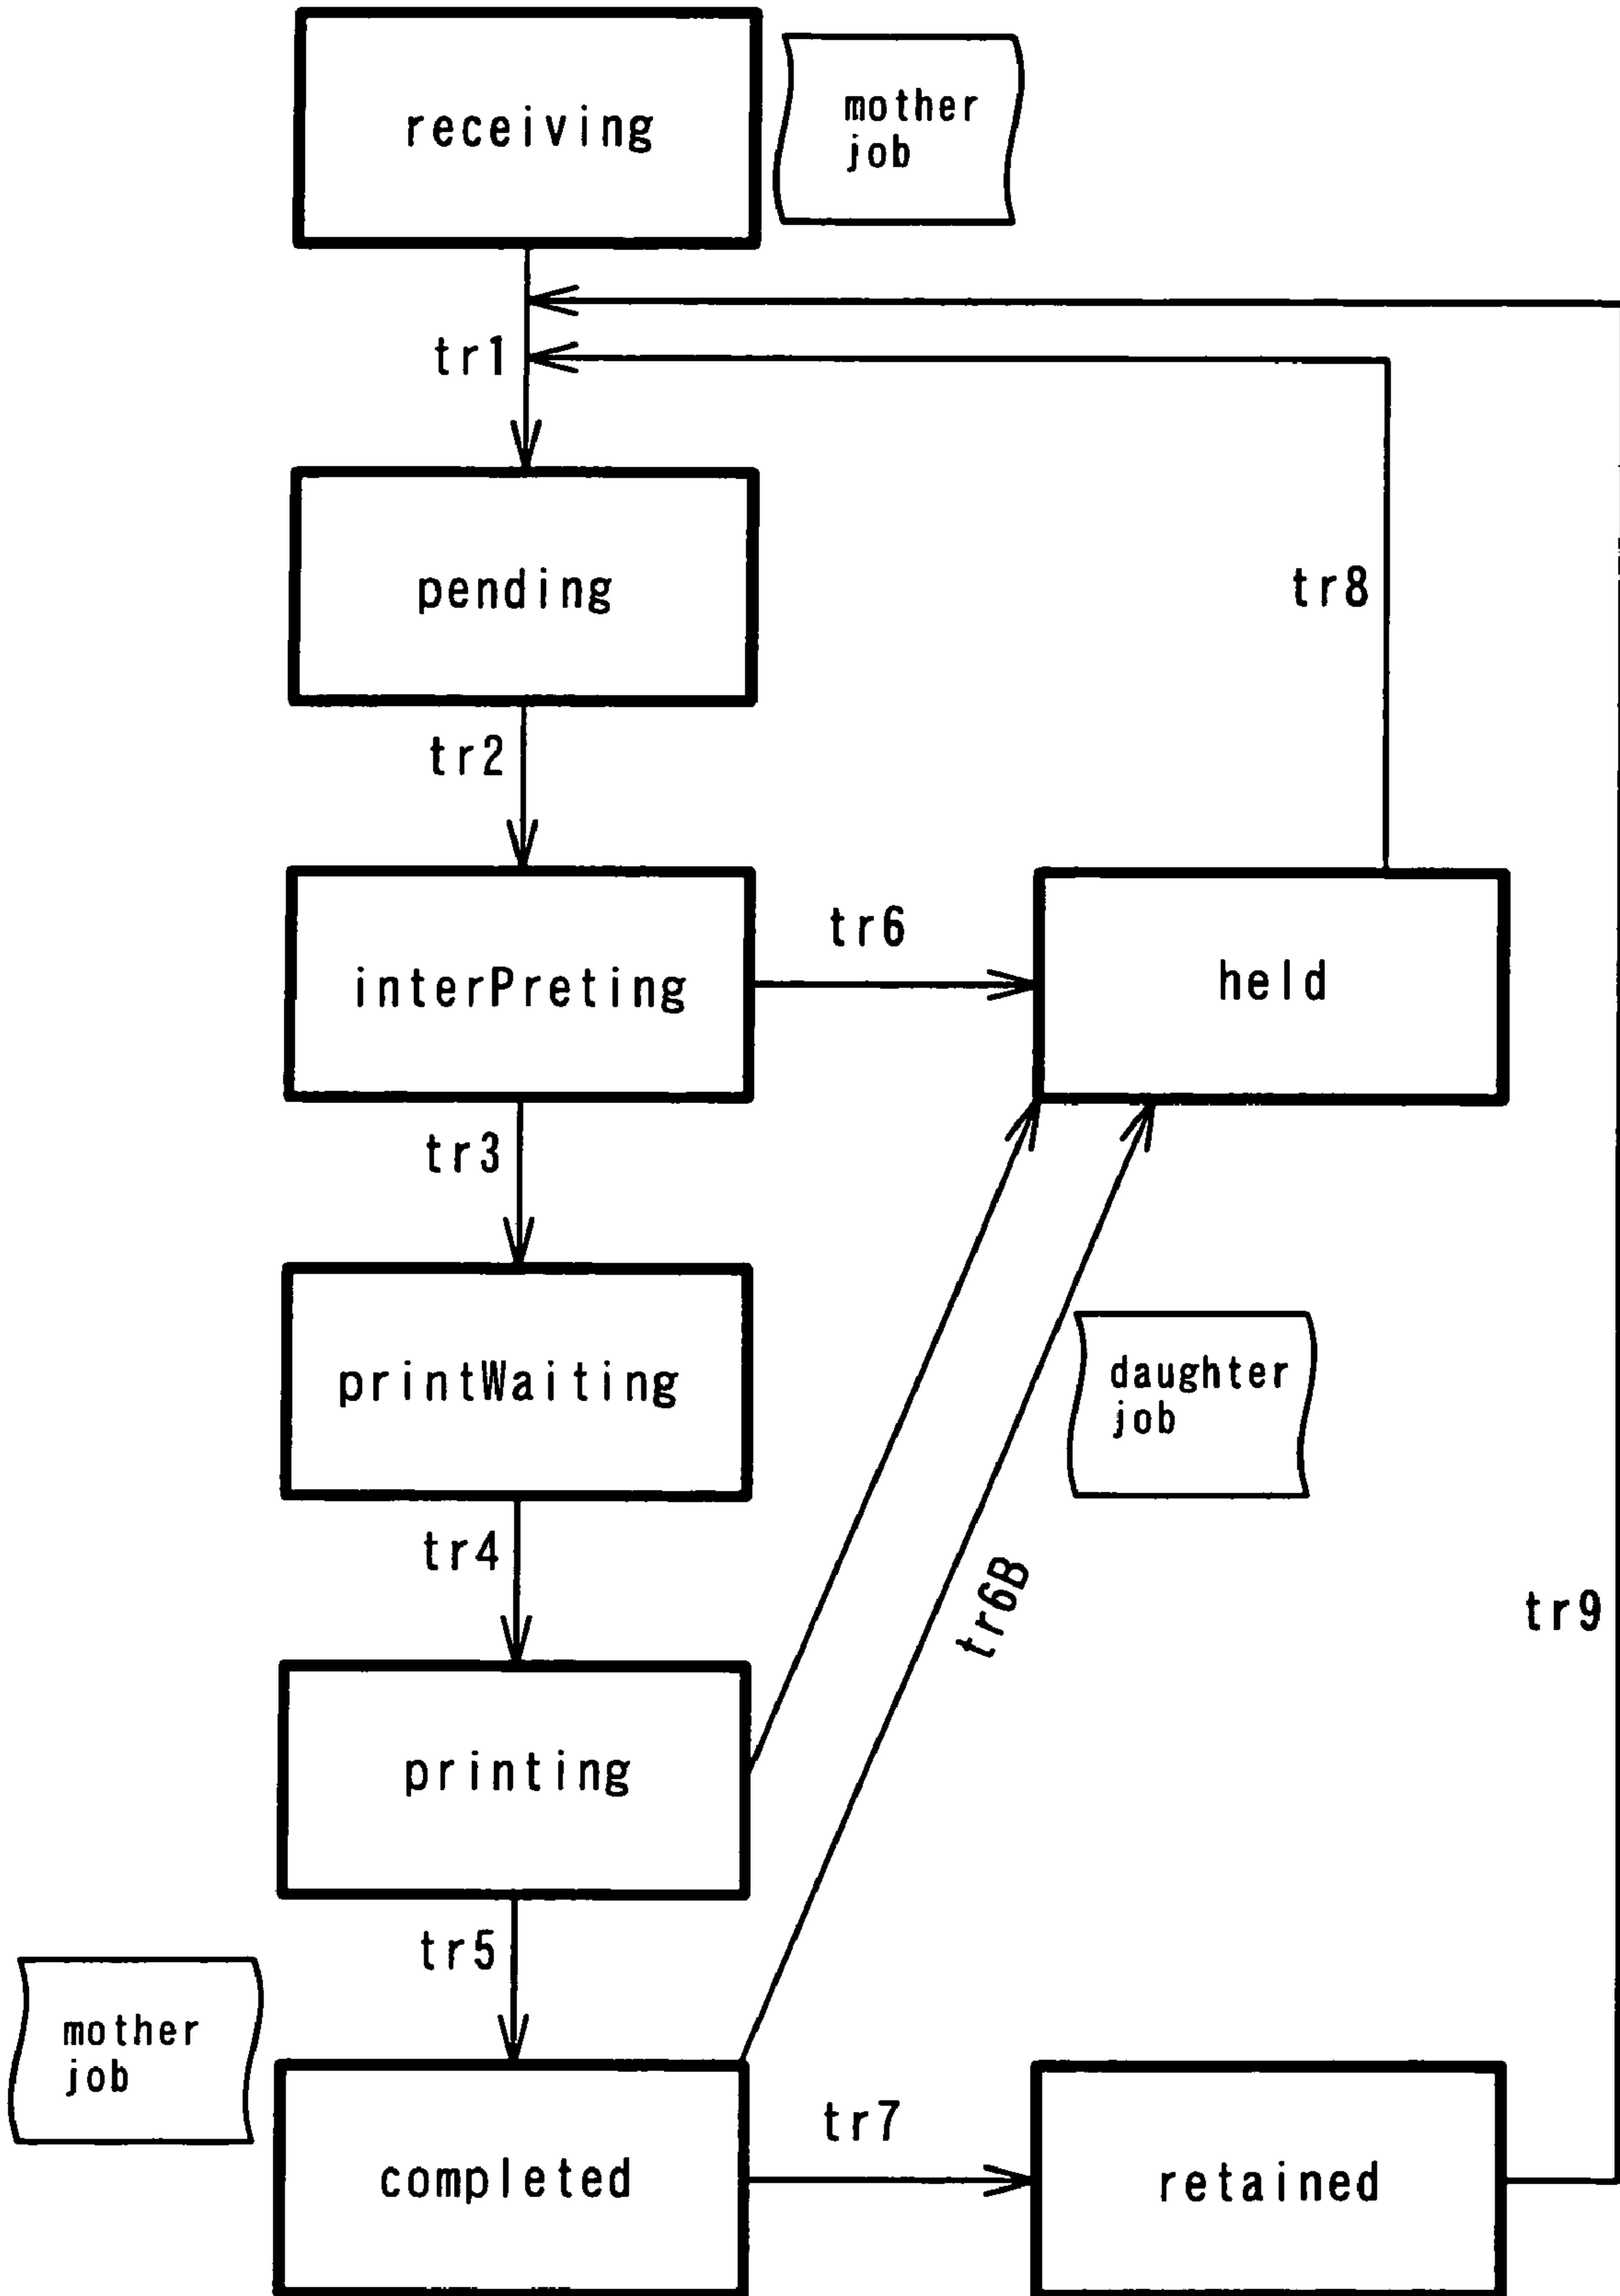 receiving
mother
job
tr1
pending
tr8
tr2
tr6
interPreting
held
tr3
printWaiting
daughter
job
tr4
tr6B
tr9
printing
tr5
mother
job
tr7
completed
retained